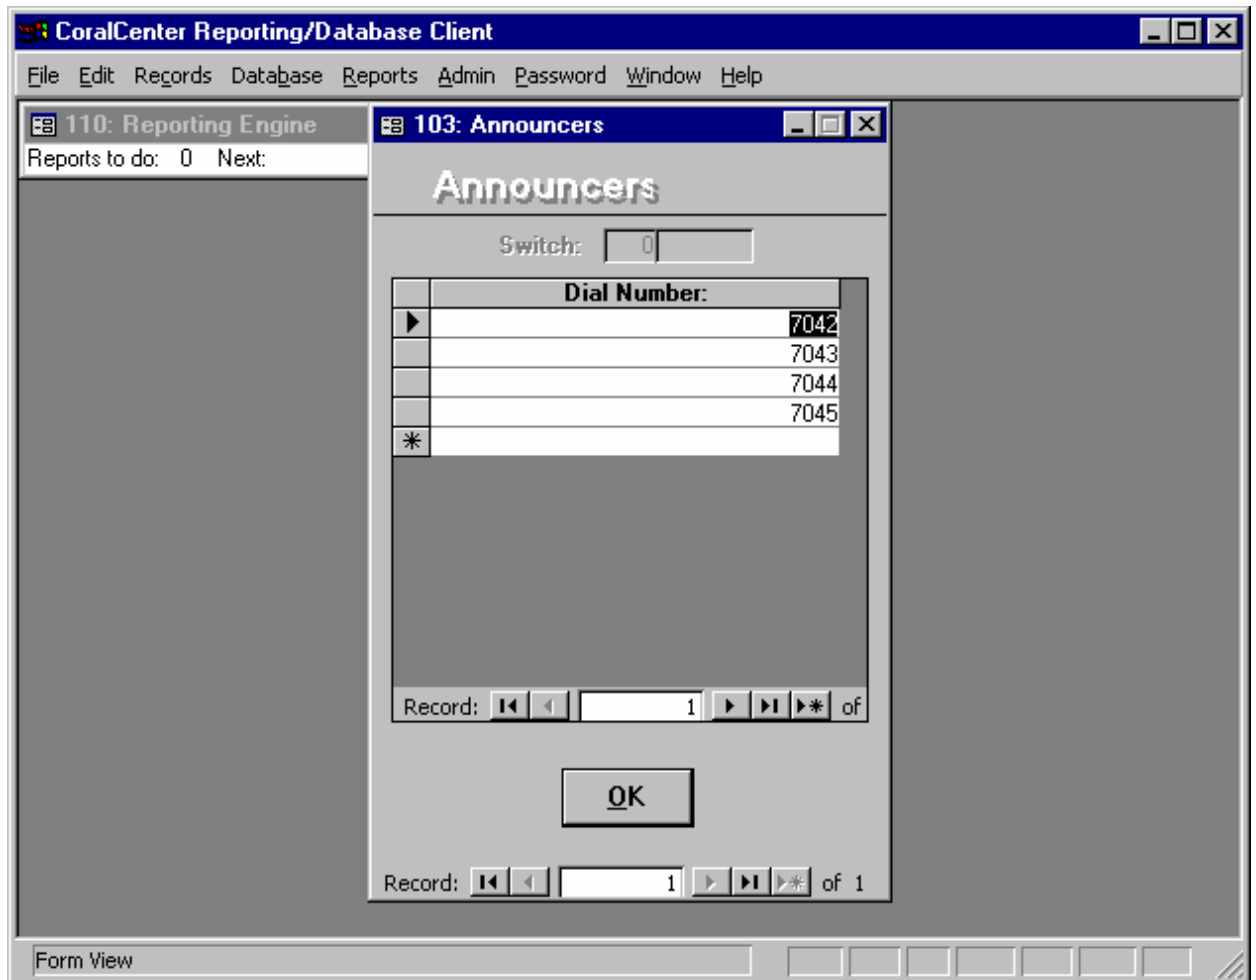 CoralCenter Reporting/Database Client
File Edit Records Database Reports Admin Password Window Help
110: Reporting Engine
Reports to do: 0 Next:
103: Announcers
Announcers
Switch: 0
Dial Number:
7042
7043
7044
7045
Record: 1 of
OK
Record: 1 of 1
Form View